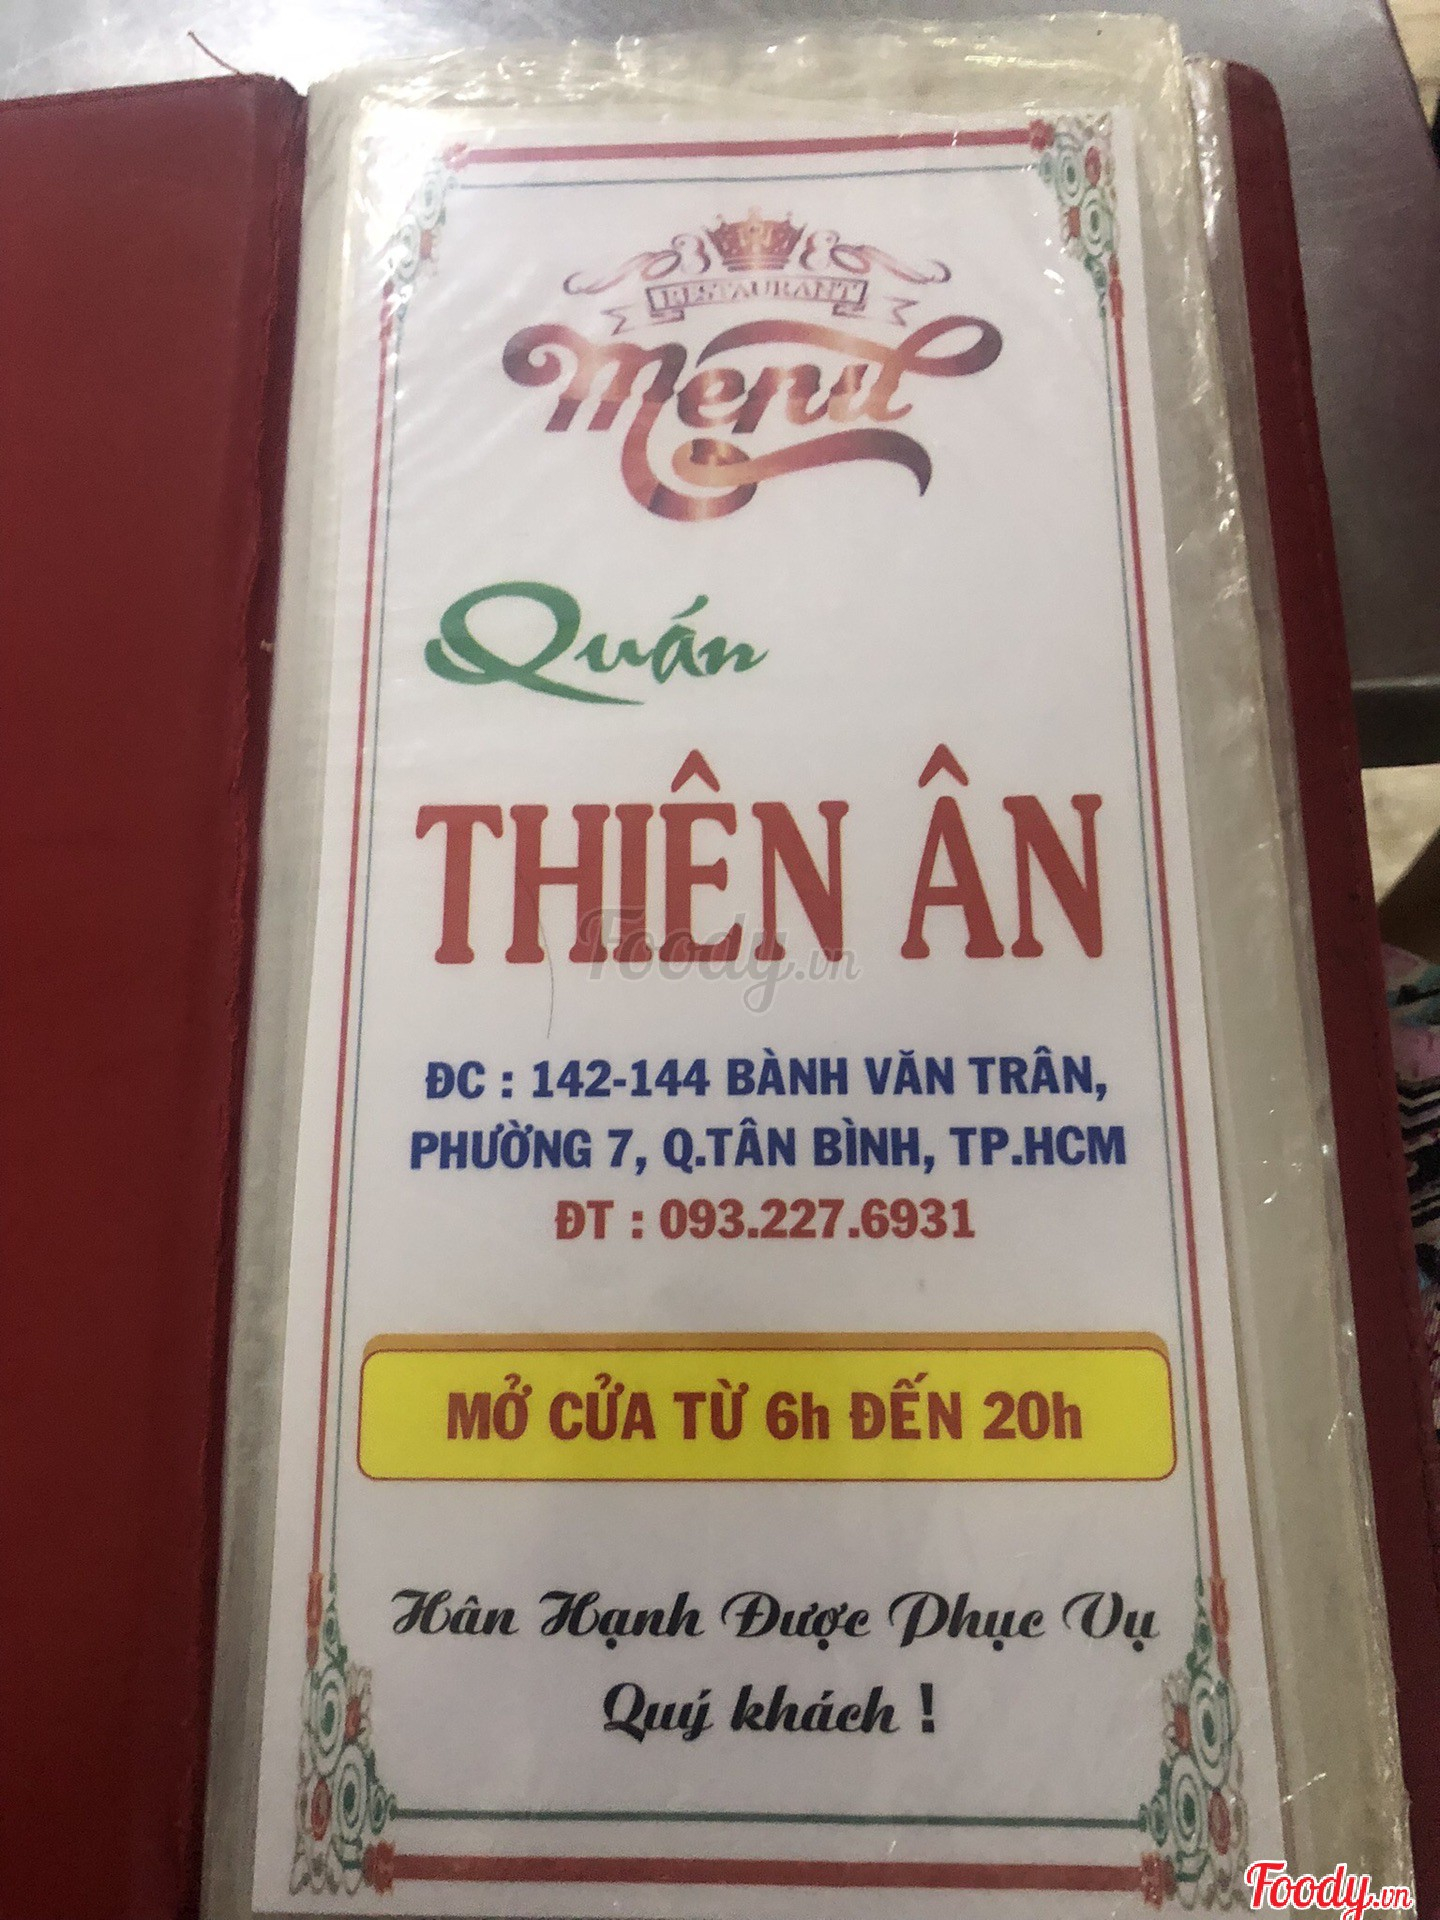 RESTAURANT
Menu
Quán
THIÊN ÂN
Foody.vn
ĐC : 142-144 BÀNH VĂN TRÂN,
PHƯỜNG 7, Q.TÂN BÌNH, TP.HCM
ĐT : 093.227.6931
MỞ CỬA TỪ 6h ĐẾN 20h
Hân Hạnh Được Phục Vụ
Quý khách !
Foody.vn